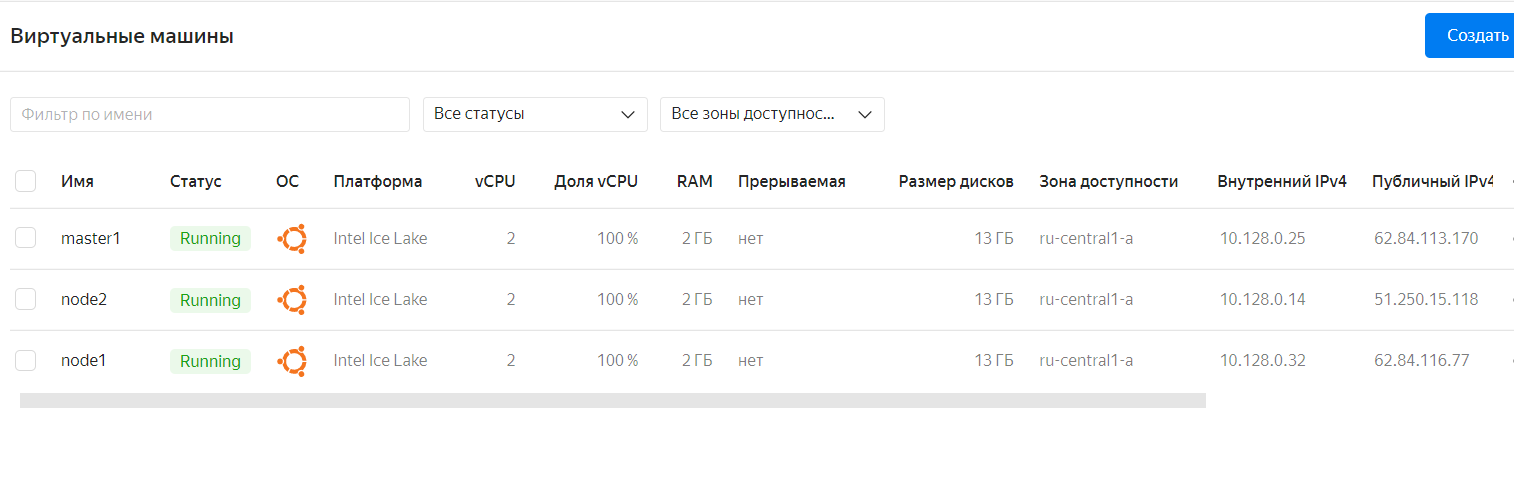 Виртуальные машины
Создать
Фильтр по имени Все статусы Все зоны доступнос...
Имя Статус ОС Платформа vCPU Доля vCPU RAM Прерываемая Размер дисков Зона доступности Внутренний IPv4 Публичный IPv4
master1 Running Intel Ice Lake 2 100 % 2 ГБ нет 13 ГБ ru-central1-a 10.128.0.25 62.84.113.170
node2 Running Intel Ice Lake 2 100 % 2 ГБ нет 13 ГБ ru-central1-a 10.128.0.14 51.250.15.118
node1 Running Intel Ice Lake 2 100 % 2 ГБ нет 13 ГБ ru-central1-a 10.128.0.32 62.84.116.77